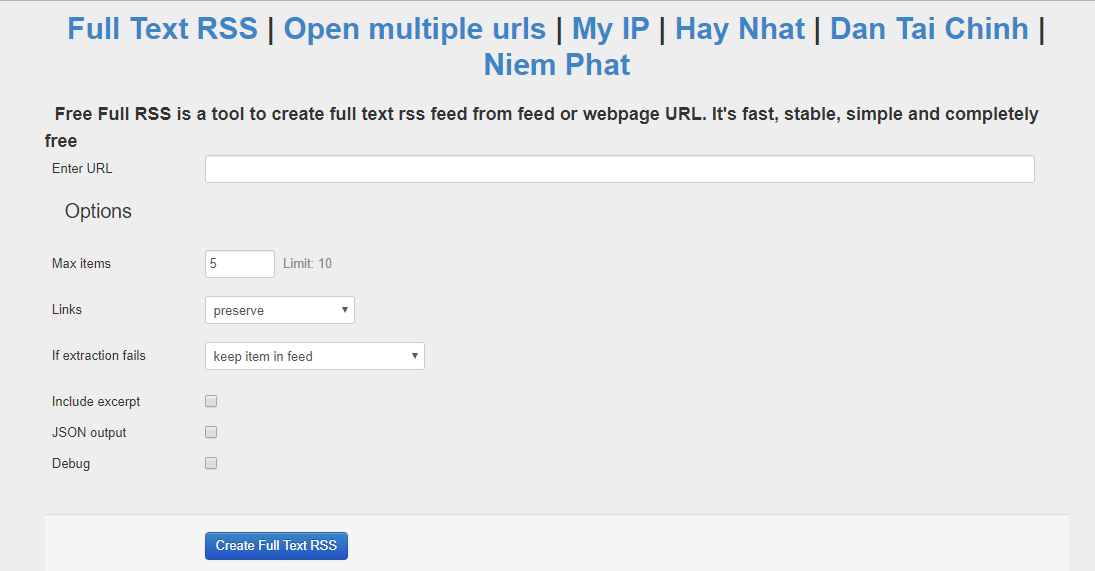 Full Text RSS | Open multiple urls | My IP | Hay Nhat | Dan Tai Chinh |
Niem Phat
Free Full RSS is a tool to create full text rss feed from feed or webpage URL. It's fast, stable, simple and completely
free
Enter URL
Options
Max items 5 Limit: 10
Links preserve
If extraction fails keep item in feed
Include excerpt
JSON output
Debug
Create Full Text RSS